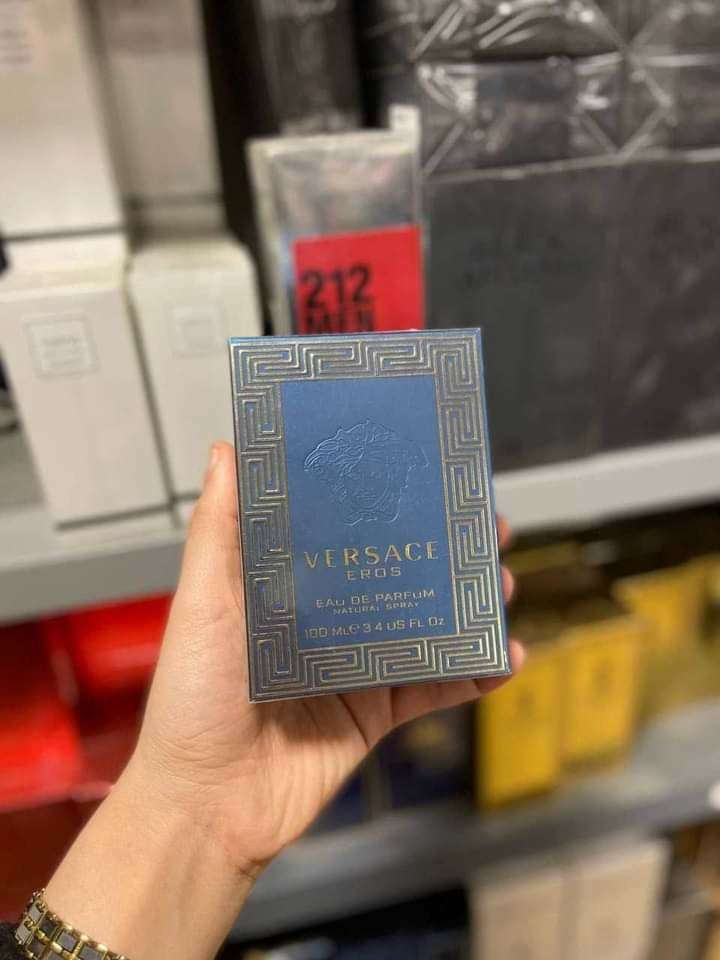 212
MEN
VERSACE
EROS
EAU DE PARFUM
NATURAL SPRAY
100 ML℮ 3.4 US FL Oz